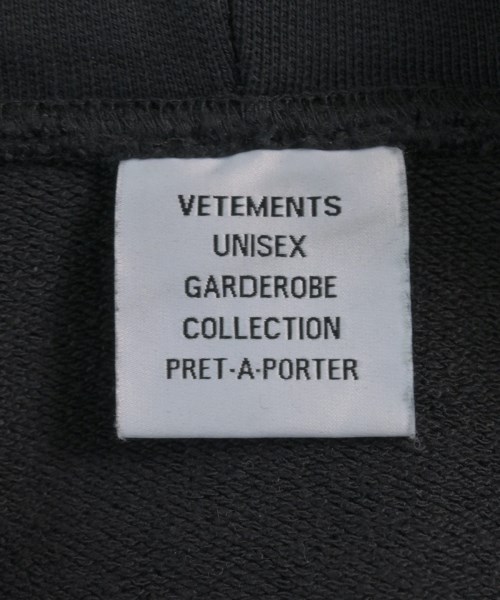 VETEMENTS
UNISEX
GARDEROBE
COLLECTION
PRET-A-PORTER